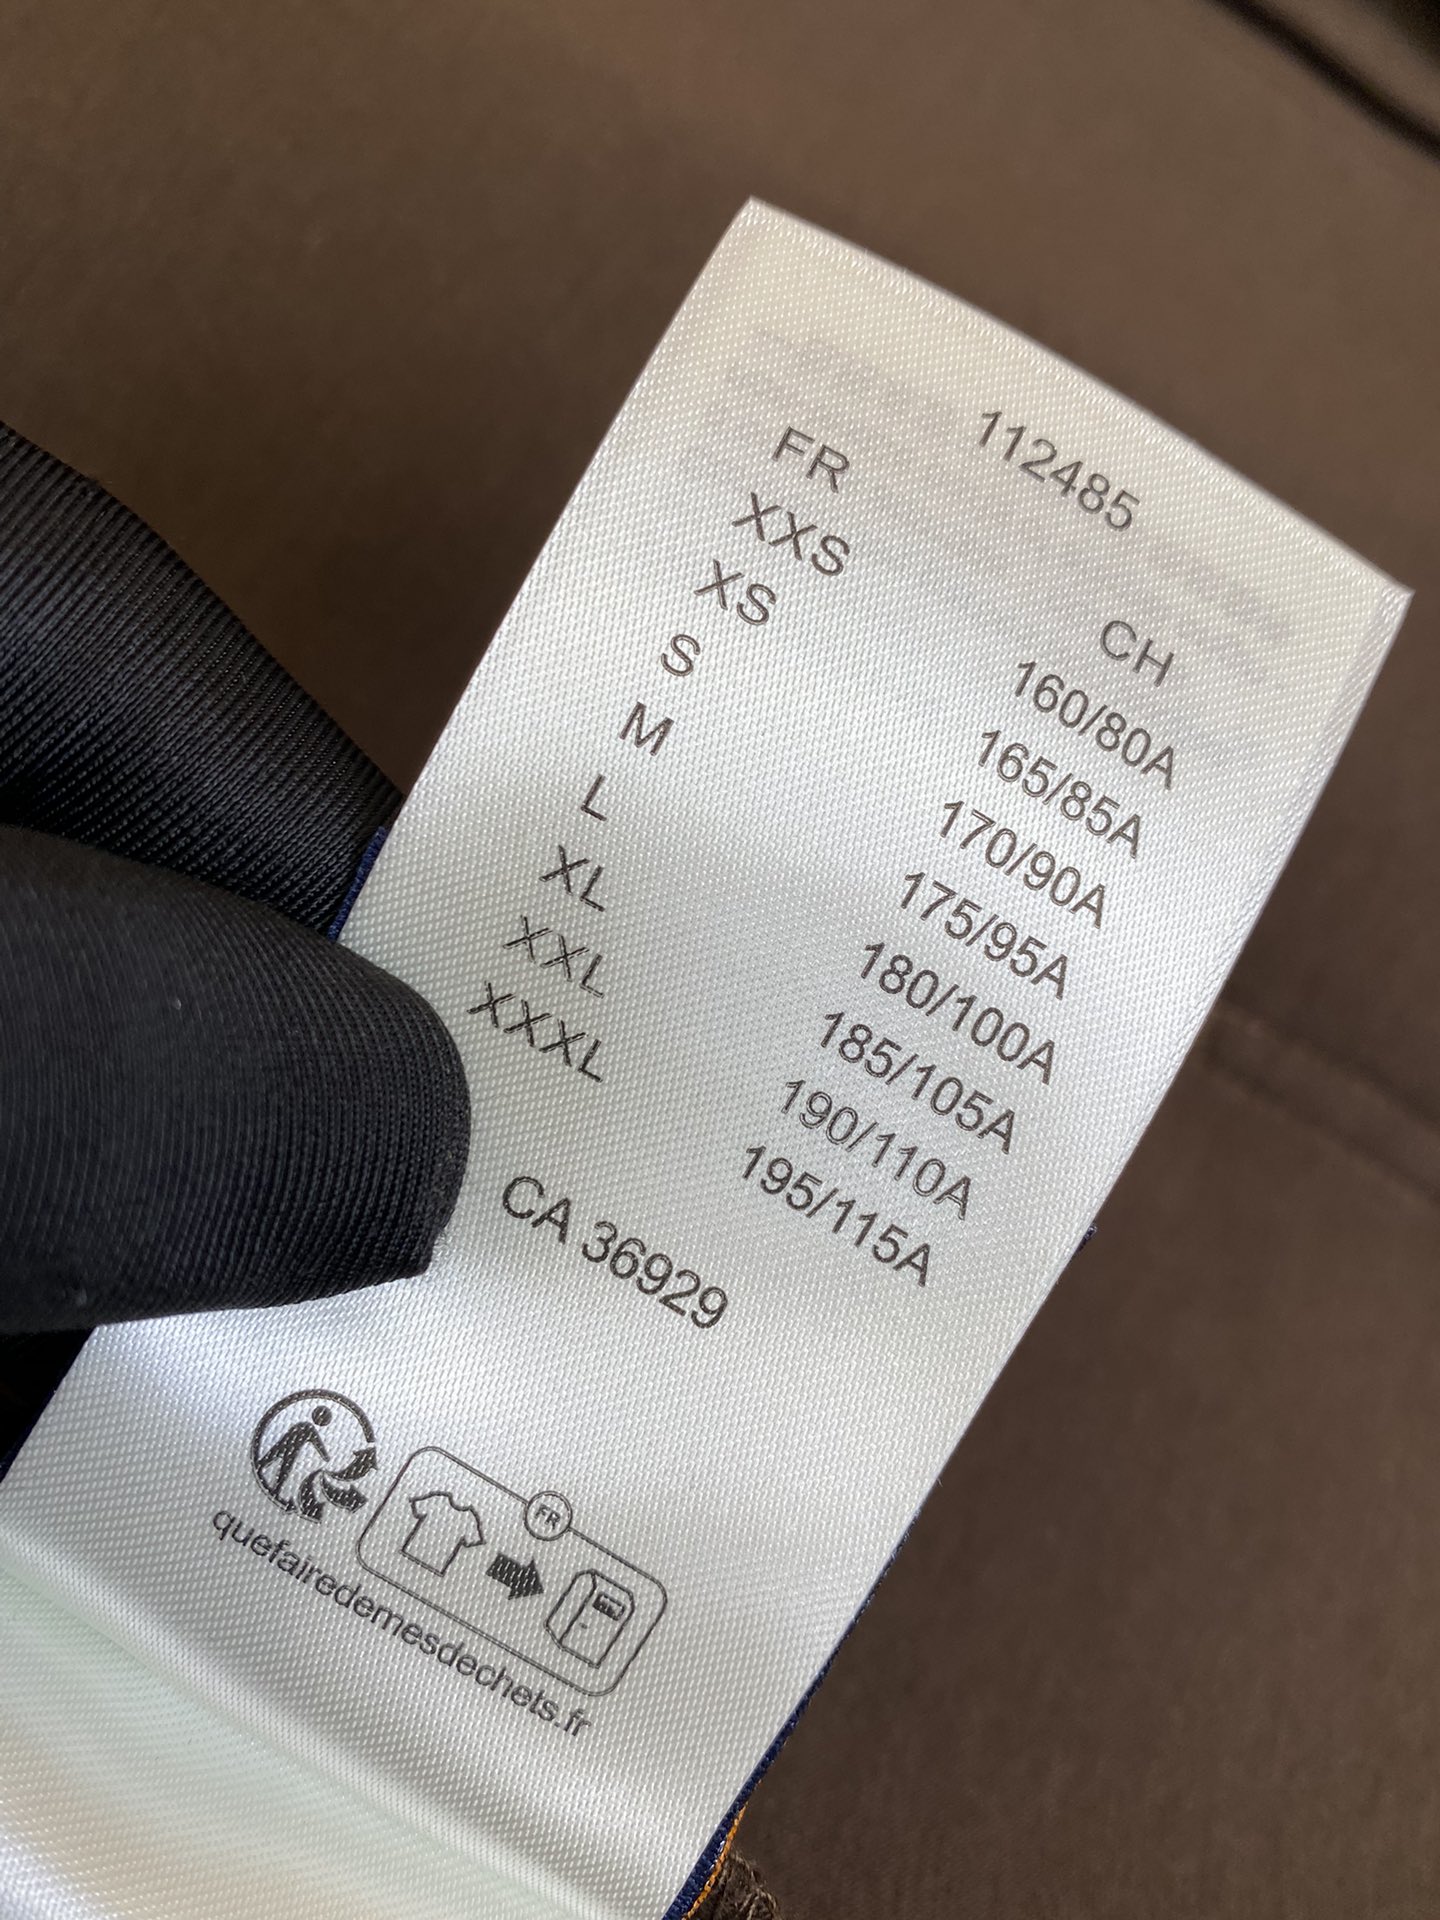 112485
FR CH
XXS 160/80A
XS 165/85A
S 170/90A
M 175/95A
L 180/100A
XL 185/105A
XXL 190/110A
XXXL 195/115A
CA 36929
FR
quefairedemesdechets.fr